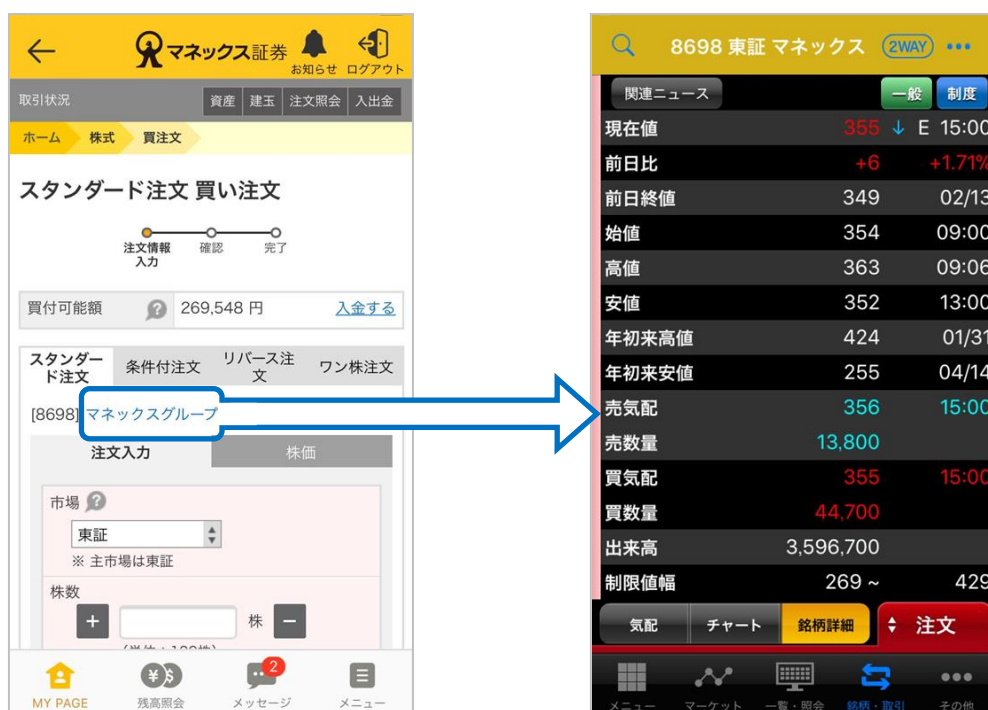 マネックス証券
お知らせ ログアウト
取引状況 資産 建玉 注文照会 入出金
ホーム 株式 買注文
スタンダード注文 買い注文
注文情報入力 確認 完了
買付可能額 ? 269,548 円 入金する
スタンダード注文 条件付注文 リバース注文 ワン株注文
[8698] マネックスグループ
注文入力 株価
市場 ?
東証
※ 主市場は東証
株数
+ 株 −
MY PAGE 残高照会 2 メッセージ メニュー
8698 東証 マネックス 2WAY •••
関連ニュース 一般 制度
現在値 355 ↓ E 15:00
前日比 +6 +1.71%
前日終値 349 02/13
始値 354 09:00
高値 363 09:06
安値 352 13:00
年初来高値 424 01/31
年初来安値 255 04/14
売気配 356 15:00
売数量 13,800
買気配 355 15:00
買数量 44,700
出来高 3,596,700
制限値幅 269 ~ 429
気配 チャート 銘柄詳細 注文
メニュー マーケット 一覧・照会 銘柄・取引 その他